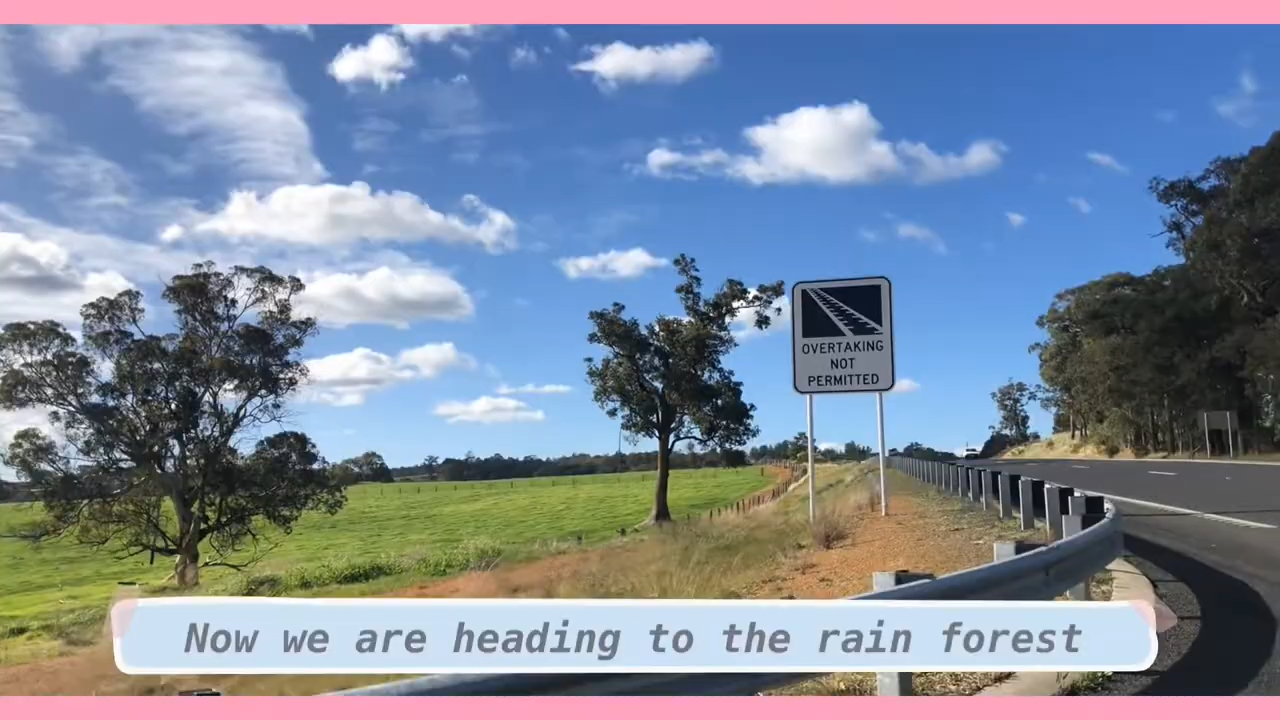 OVERTAKING
NOT
PERMITTED
Now we are heading to the rain forest